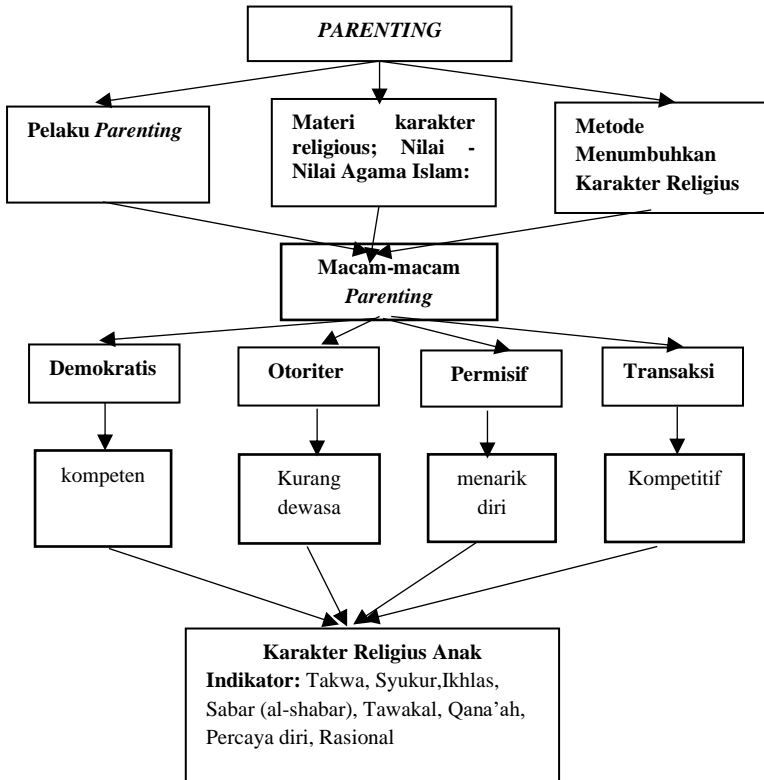 PARENTING
Pelaku Parenting
Materi karakter
religious; Nilai -
Nilai Agama Islam:
Metode
Menumbuhkan
Karakter Religius
Macam-macam
Parenting
Demokratis
Otoriter
Permisif
Transaksi
kompeten
Kurang
dewasa
menarik
diri
Kompetitif
Karakter Religius Anak
Indikator: Takwa, Syukur,Ikhlas,
Sabar (al-shabar), Tawakal, Qana’ah,
Percaya diri, Rasional